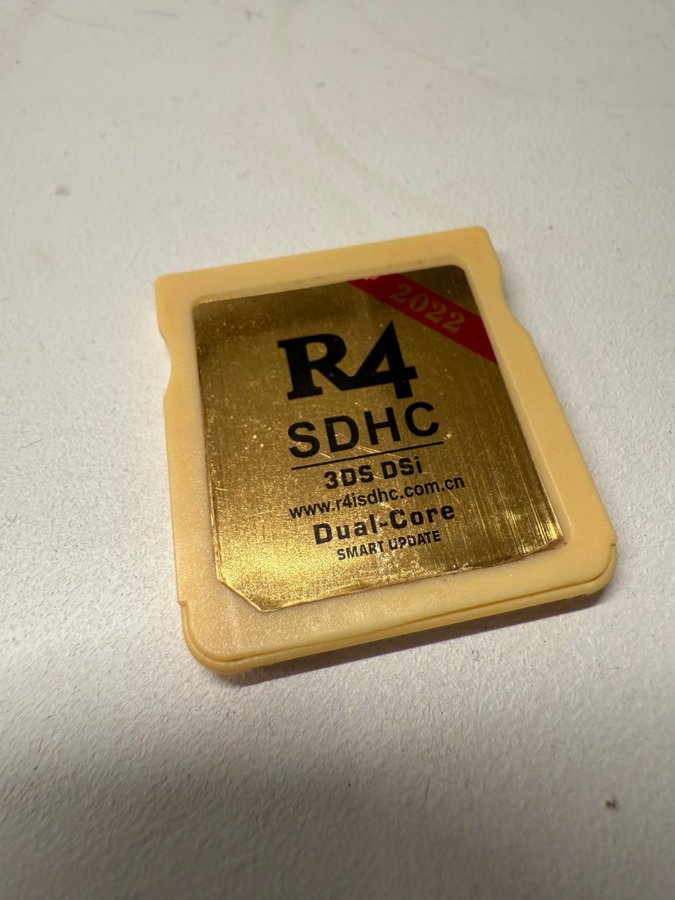 2022
R4
SDHC
3DS DSi
www.r4isdhc.com.cn
Dual-Core
SMART UPDATE